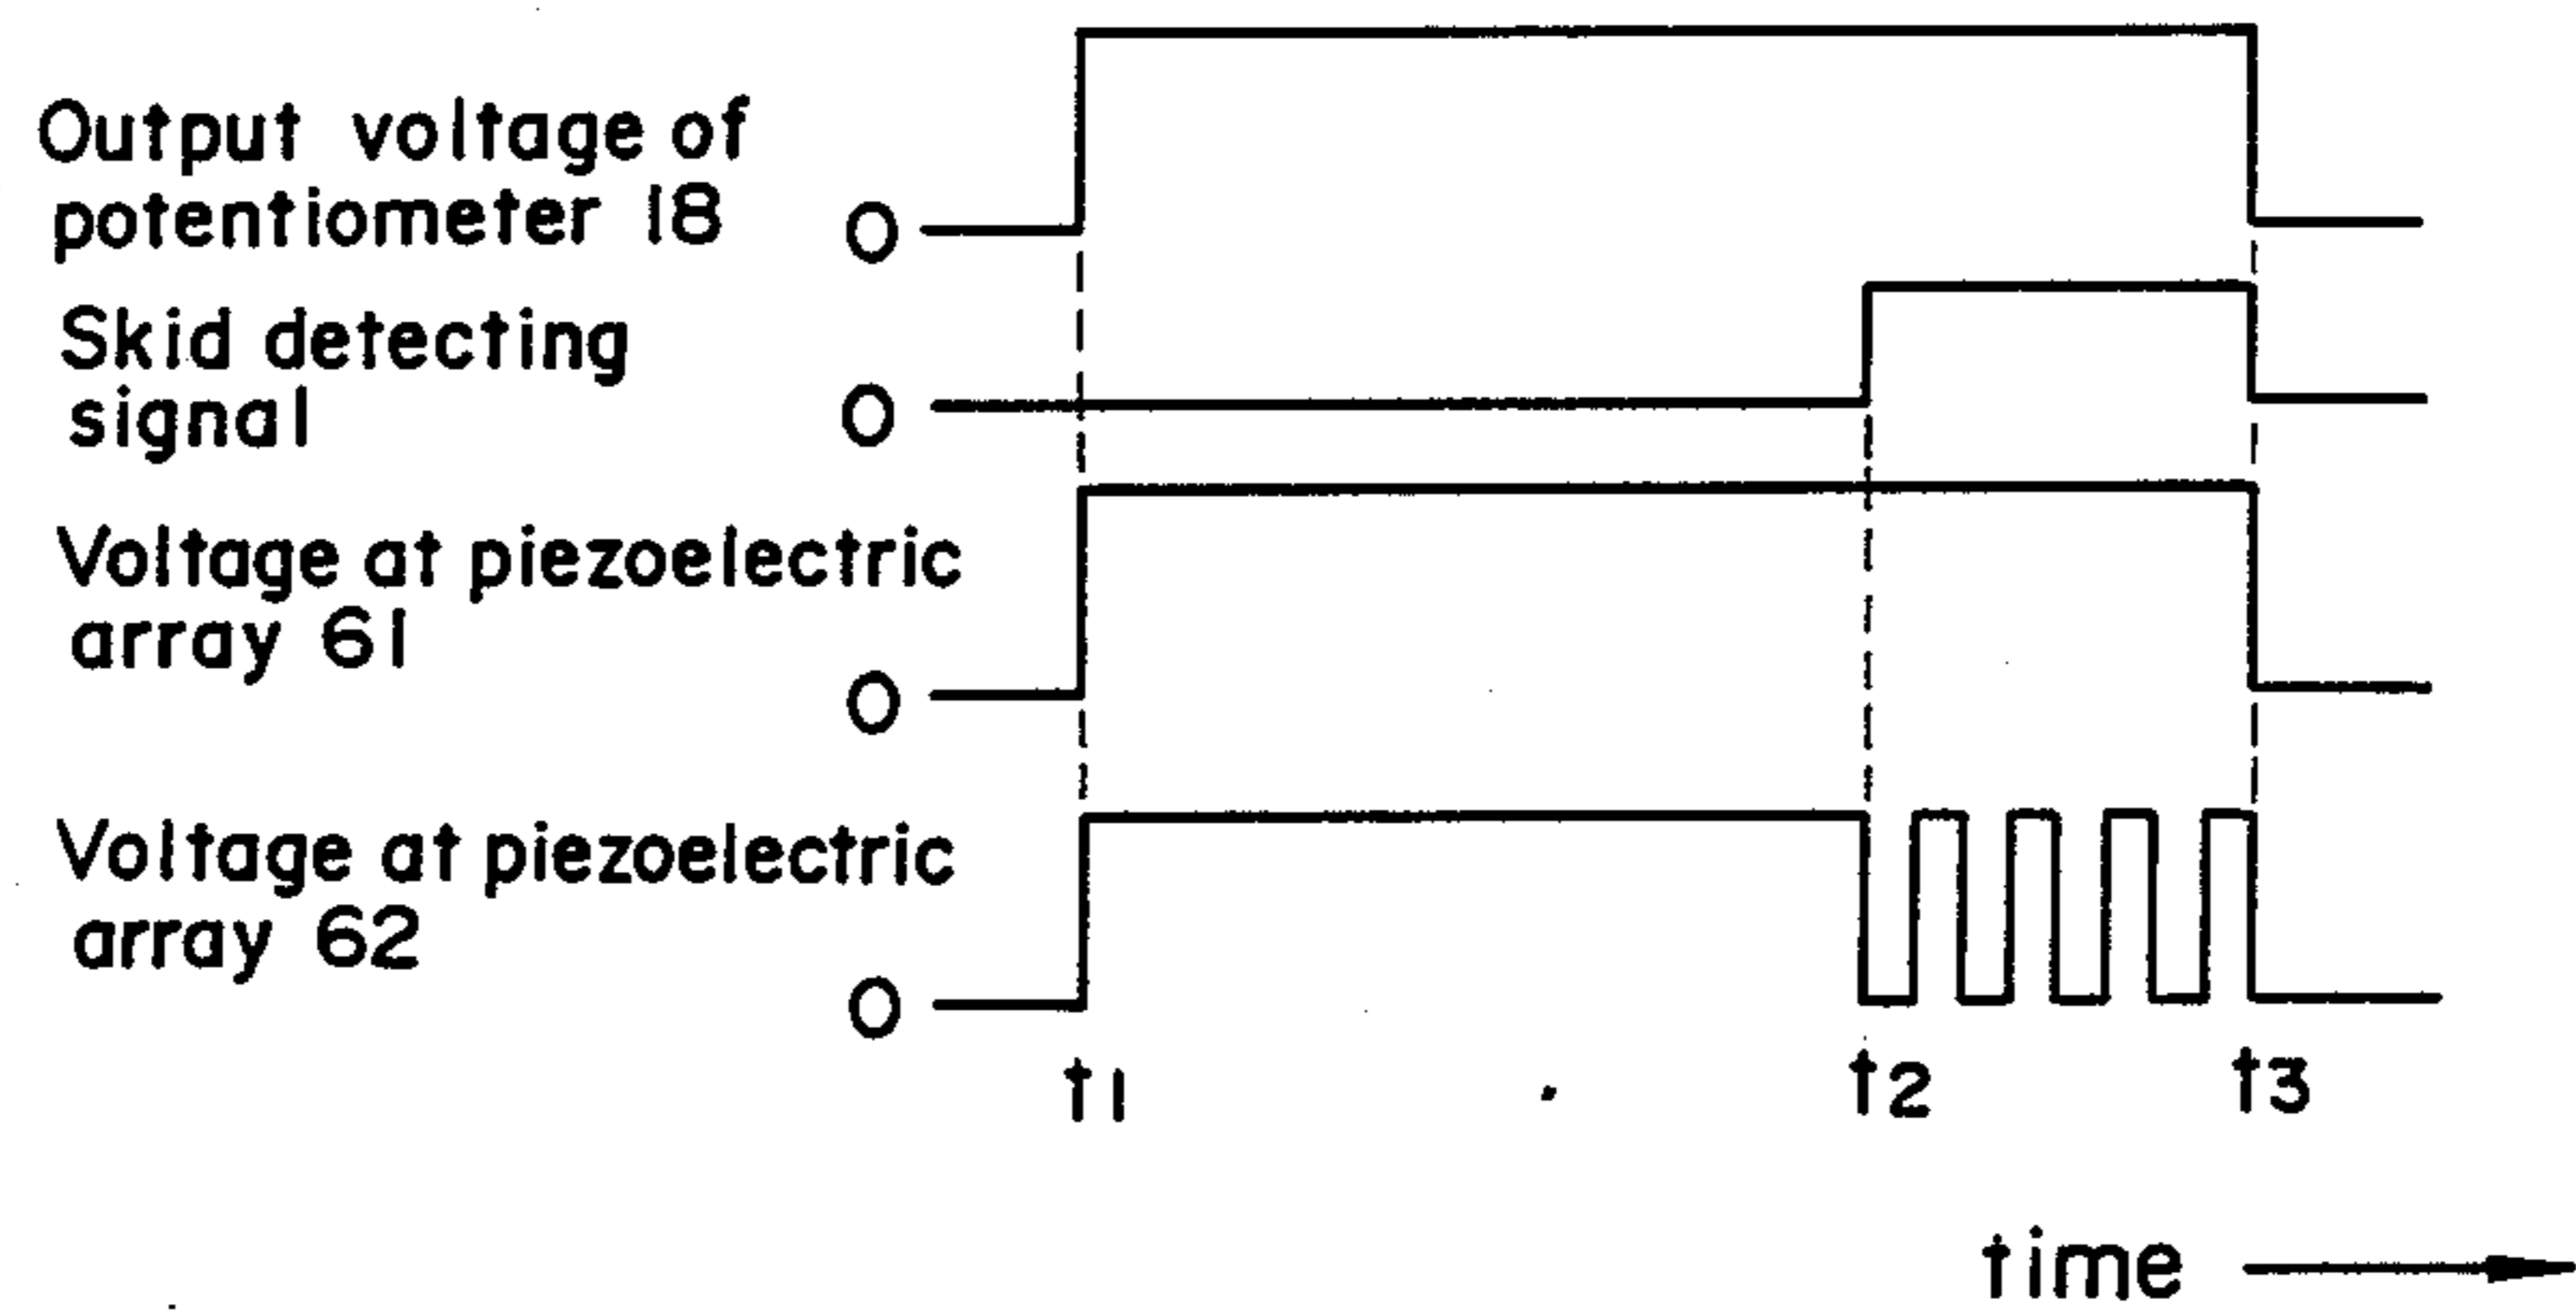 Output voltage of
potentiometer 18
0
Skid detecting
signal
0
Voltage at piezoelectric
array 61
0
Voltage at piezoelectric
array 62
0
t1
t2
t3
time